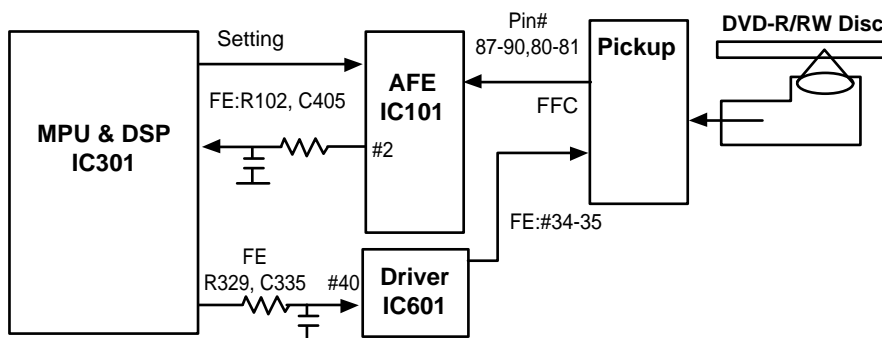 Setting
Pin#
87-90,80-81
DVD-R/RW Disc
Pickup
AFE
IC101
FE:R102, C405
FFC
MPU & DSP
IC301
#2
FE:#34-35
FE
R329, C335
#40
Driver
IC601